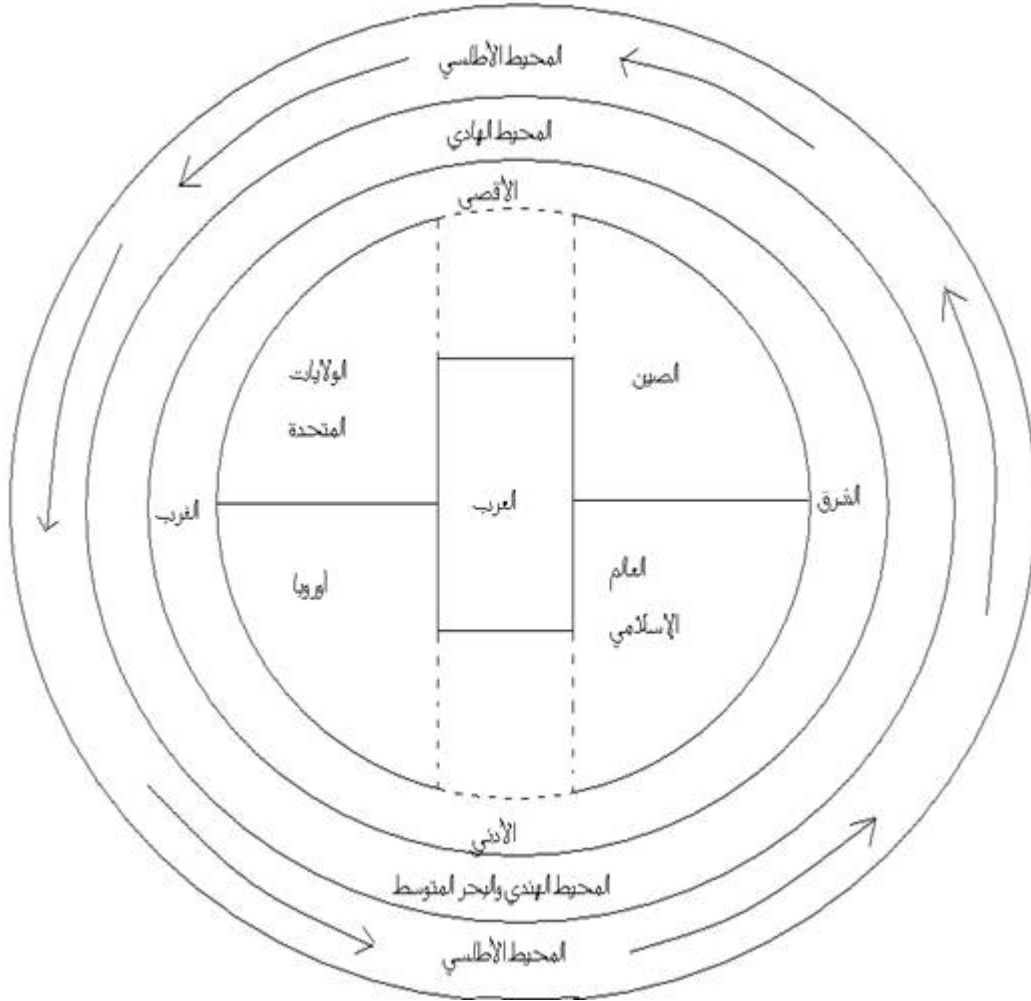 المحيط الأطلسي
المحيط الهادي
الأقصى
الصين
الولايات
المتحدة
الشرق
العرب
الغرب
العالم
الإسلامي
اوروبا
الأدنى
المحيط الهندي والبحر المتوسط
المحيط الأطلسي